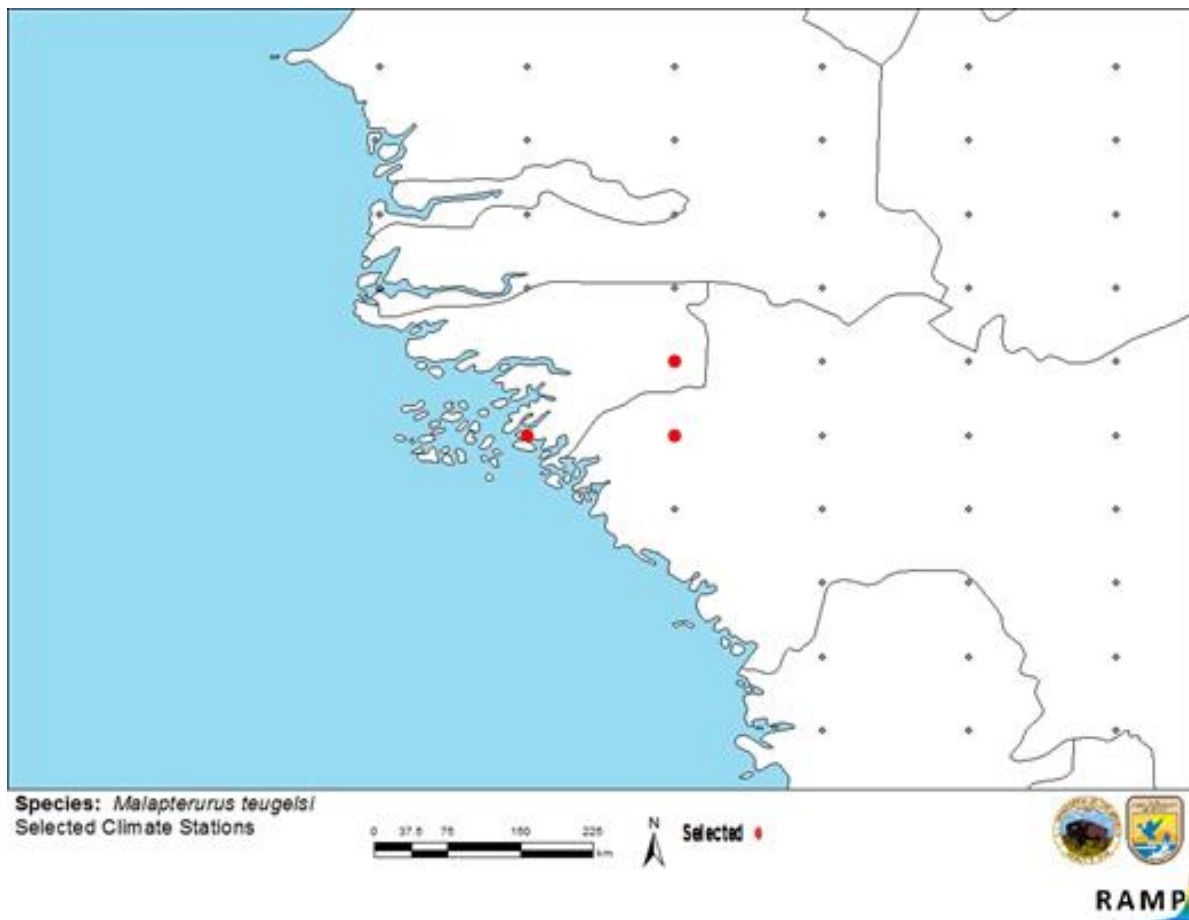 Species: Malapterurus teugelsi
Selected Climate Stations
0 37.5 75 150 225
km
N
Selected
RAMP